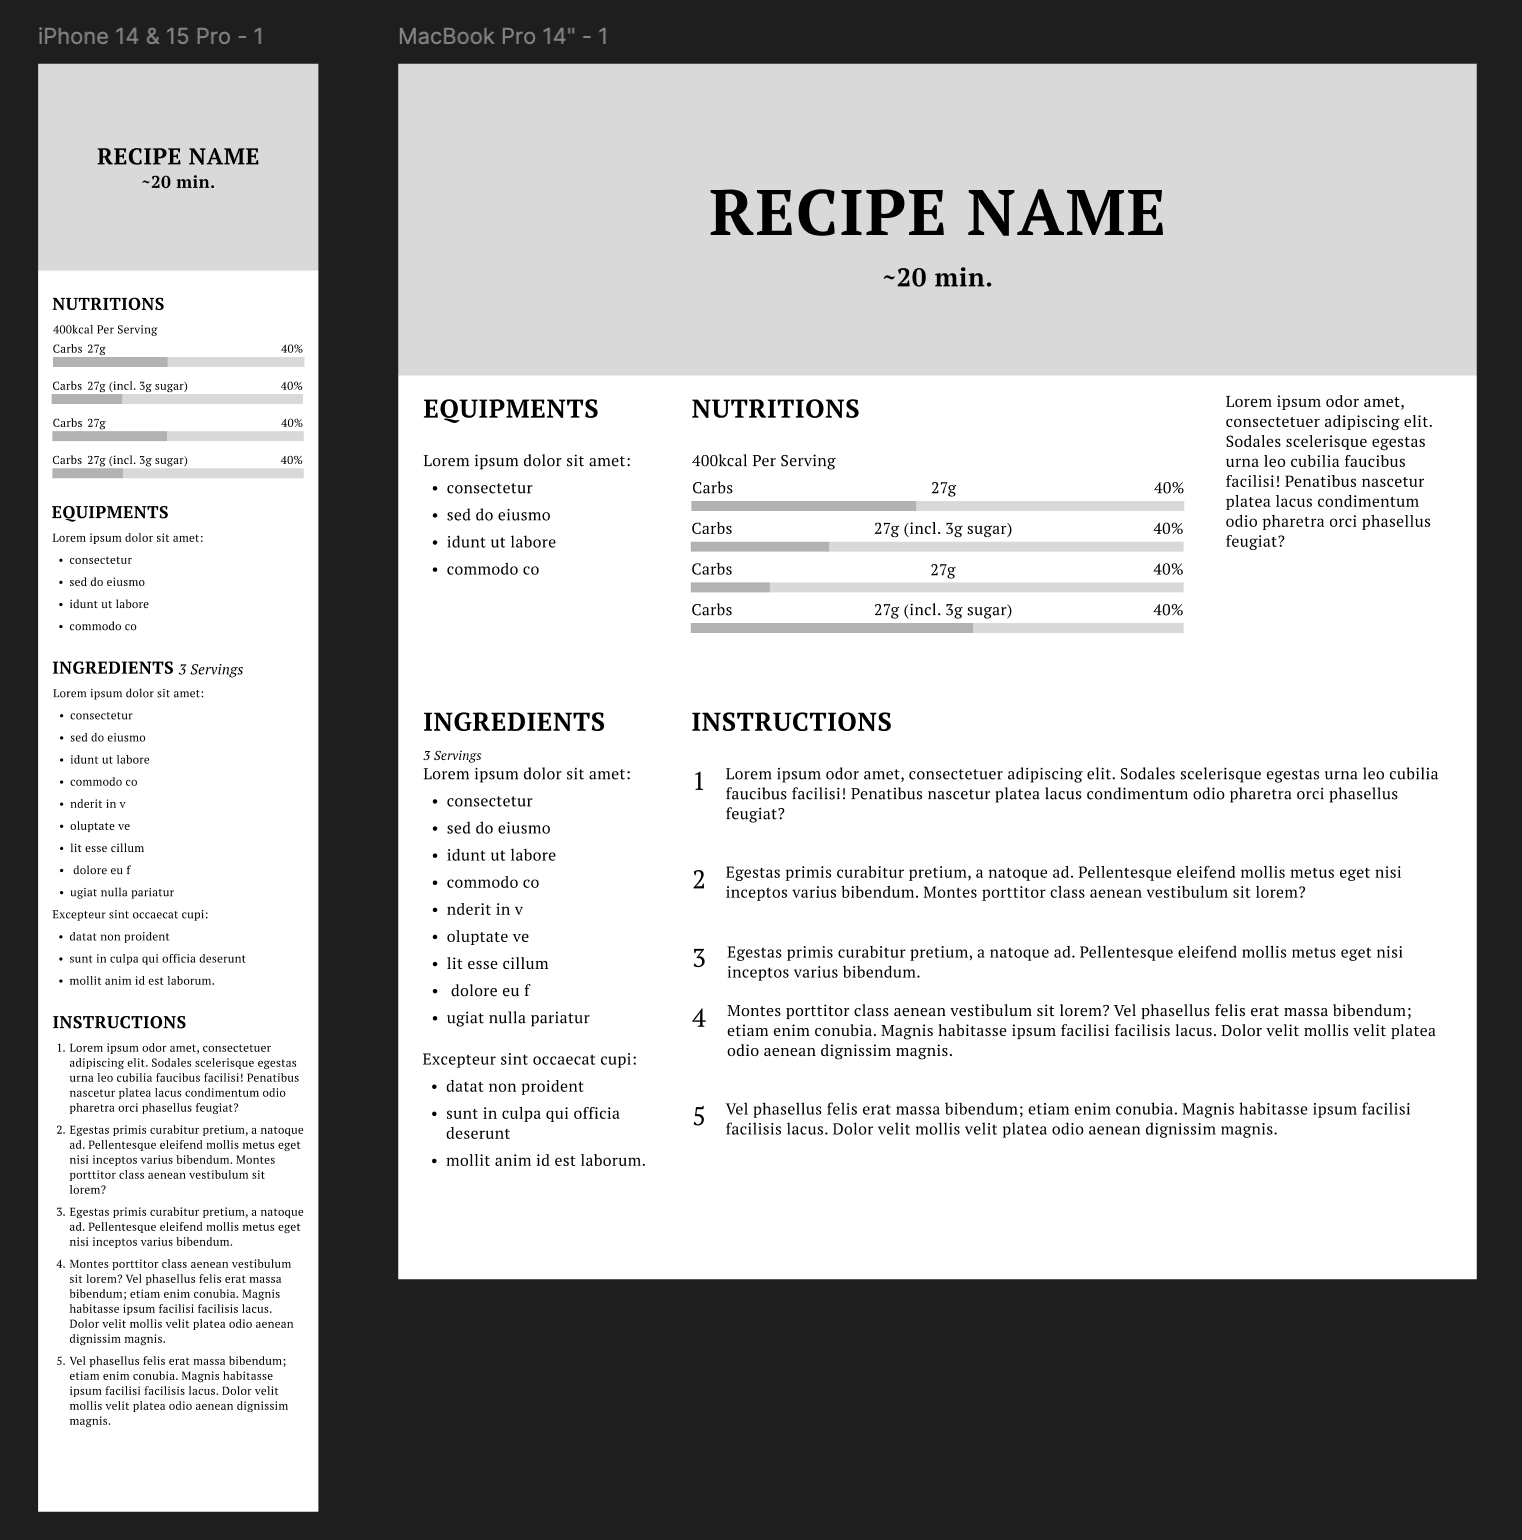 iPhone 14 & 15 Pro - 1
RECIPE NAME
~20 min.
NUTRITIONS
400kcal Per Serving
Carbs 27g 40%
Carbs 27g (incl. 3g sugar) 40%
Carbs 27g 40%
Carbs 27g (incl. 3g sugar) 40%
EQUIPMENTS
Lorem ipsum dolor sit amet:
• consectetur
• sed do eiusmo
• idunt ut labore
• commodo co
INGREDIENTS 3 Servings
Lorem ipsum dolor sit amet:
• consectetur
• sed do eiusmo
• idunt ut labore
• commodo co
• nderit in v
• oluptate ve
• lit esse cillum
• dolore eu f
• ugiat nulla pariatur
Excepteur sint occaecat cupi:
• datat non proident
• sunt in culpa qui officia deserunt
• mollit anim id est laborum.
INSTRUCTIONS
1. Lorem ipsum odor amet, consectetuer
adipiscing elit. Sodales scelerisque egestas
urna leo cubilia faucibus facilisi! Penatibus
nascetur platea lacus condimentum odio
pharetra orci phasellus feugiat?
2. Egestas primis curabitur pretium, a natoque
ad. Pellentesque eleifend mollis metus eget
nisi inceptos varius bibendum. Montes
porttitor class aenean vestibulum sit
lorem?
3. Egestas primis curabitur pretium, a natoque
ad. Pellentesque eleifend mollis metus eget
nisi inceptos varius bibendum.
4. Montes porttitor class aenean vestibulum
sit lorem? Vel phasellus felis erat massa
bibendum; etiam enim conubia. Magnis
habitasse ipsum facilisi facilisis lacus.
Dolor velit mollis velit platea odio aenean
dignissim magnis.
5. Vel phasellus felis erat massa bibendum;
etiam enim conubia. Magnis habitasse
ipsum facilisi facilisis lacus. Dolor velit
mollis velit platea odio aenean dignissim
magnis.
MacBook Pro 14" - 1
RECIPE NAME
~20 min.
EQUIPMENTS
Lorem ipsum dolor sit amet:
• consectetur
• sed do eiusmo
• idunt ut labore
• commodo co
NUTRITIONS
400kcal Per Serving
Carbs 27g 40%
Carbs 27g (incl. 3g sugar) 40%
Carbs 27g 40%
Carbs 27g (incl. 3g sugar) 40%
Lorem ipsum odor amet,
consectetuer adipiscing elit.
Sodales scelerisque egestas
urna leo cubilia faucibus
facilisi! Penatibus nascetur
platea lacus condimentum
odio pharetra orci phasellus
feugiat?
INGREDIENTS
3 Servings
Lorem ipsum dolor sit amet:
• consectetur
• sed do eiusmo
• idunt ut labore
• commodo co
• nderit in v
• oluptate ve
• lit esse cillum
• dolore eu f
• ugiat nulla pariatur
Excepteur sint occaecat cupi:
• datat non proident
• sunt in culpa qui officia
deserunt
• mollit anim id est laborum.
INSTRUCTIONS
1 Lorem ipsum odor amet, consectetuer adipiscing elit. Sodales scelerisque egestas urna leo cubilia
faucibus facilisi! Penatibus nascetur platea lacus condimentum odio pharetra orci phasellus
feugiat?
2 Egestas primis curabitur pretium, a natoque ad. Pellentesque eleifend mollis metus eget nisi
inceptos varius bibendum. Montes porttitor class aenean vestibulum sit lorem?
3 Egestas primis curabitur pretium, a natoque ad. Pellentesque eleifend mollis metus eget nisi
inceptos varius bibendum.
4 Montes porttitor class aenean vestibulum sit lorem? Vel phasellus felis erat massa bibendum;
etiam enim conubia. Magnis habitasse ipsum facilisi facilisis lacus. Dolor velit mollis velit platea
odio aenean dignissim magnis.
5 Vel phasellus felis erat massa bibendum; etiam enim conubia. Magnis habitasse ipsum facilisi
facilisis lacus. Dolor velit mollis velit platea odio aenean dignissim magnis.